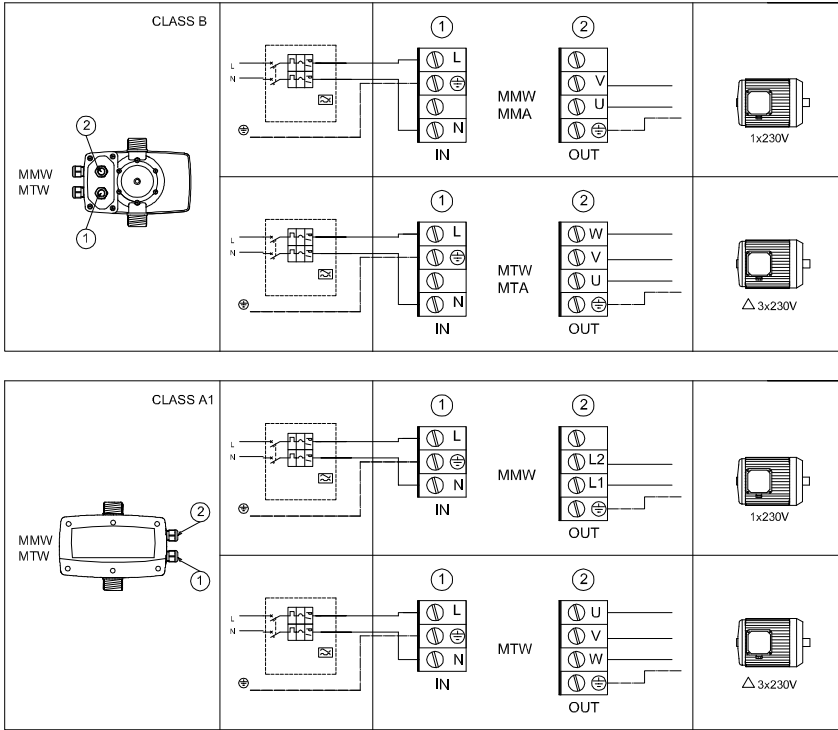 CLASS B
MMW
MTW
2
1
L
N
1
L
N
IN
MMW
MMA
2
V
U
OUT
1x230V
L
N
1
L
N
IN
MTW
MTA
2
W
V
U
OUT
△ 3x230V
CLASS A1
MMW
MTW
2
1
L
N
1
L
N
IN
MMW
2
L2
L1
OUT
1x230V
L
N
1
L
N
IN
MTW
2
U
V
W
OUT
△ 3x230V